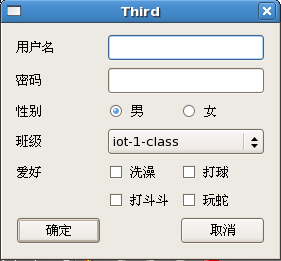 Third
用户名
密码
性别 男 女
班级 iot-1-class
爱好 洗澡 打球
打斗斗 玩蛇
确定 取消